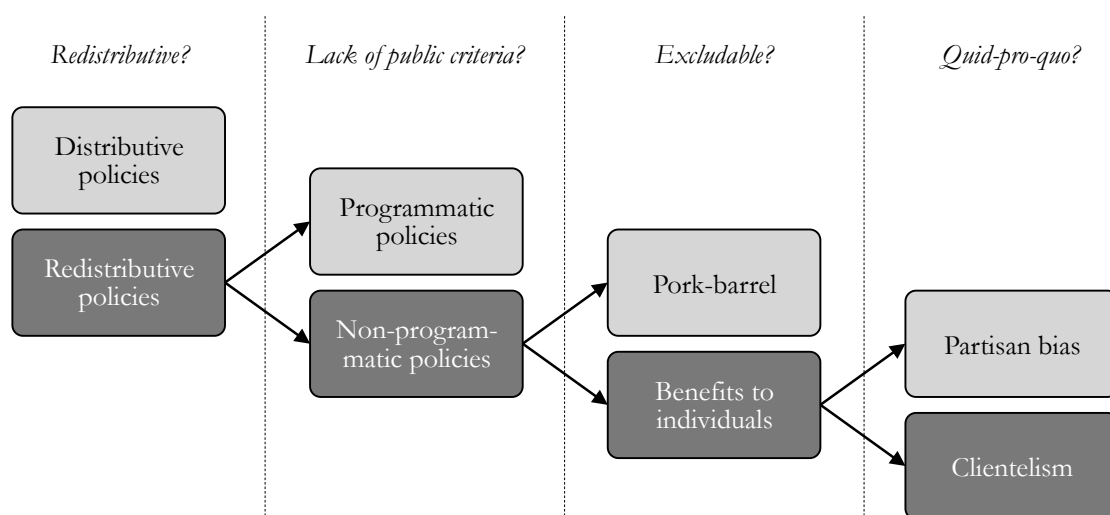 Redistributive?
Lack of public criteria?
Excludable?
Quid-pro-quo?
Distributive
policies
Redistributive
policies
Programmatic
policies
Non-program-
matic policies
Pork-barrel
Benefits to
individuals
Partisan bias
Clientelism